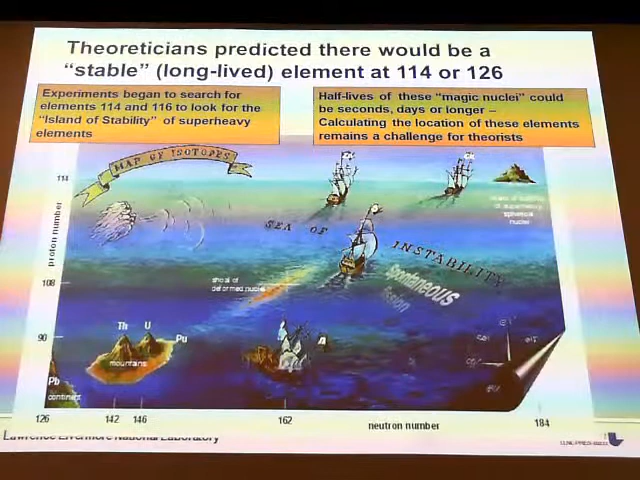 Theoreticians predicted there would be a
"stable" (long-lived) element at 114 or 126
Experiments began to search for
elements 114 and 116 to look for the
"Island of Stability" of superheavy
elements
Half-lives of these "magic nuclei" could
be seconds, days or longer –
Calculating the location of these elements
remains a challenge for theorists
MAP OF ISOTOPES
114
SEA OF INSTABILITY
proton number
of superheavy
spherical
nuclei
shoal of
deformed nuclei
Spontaneous
fission
108
90
Th U
Pu
mountains
Pb
continent
126
142
146
162
neutron number
184
Lawrence Livermore National Laboratory